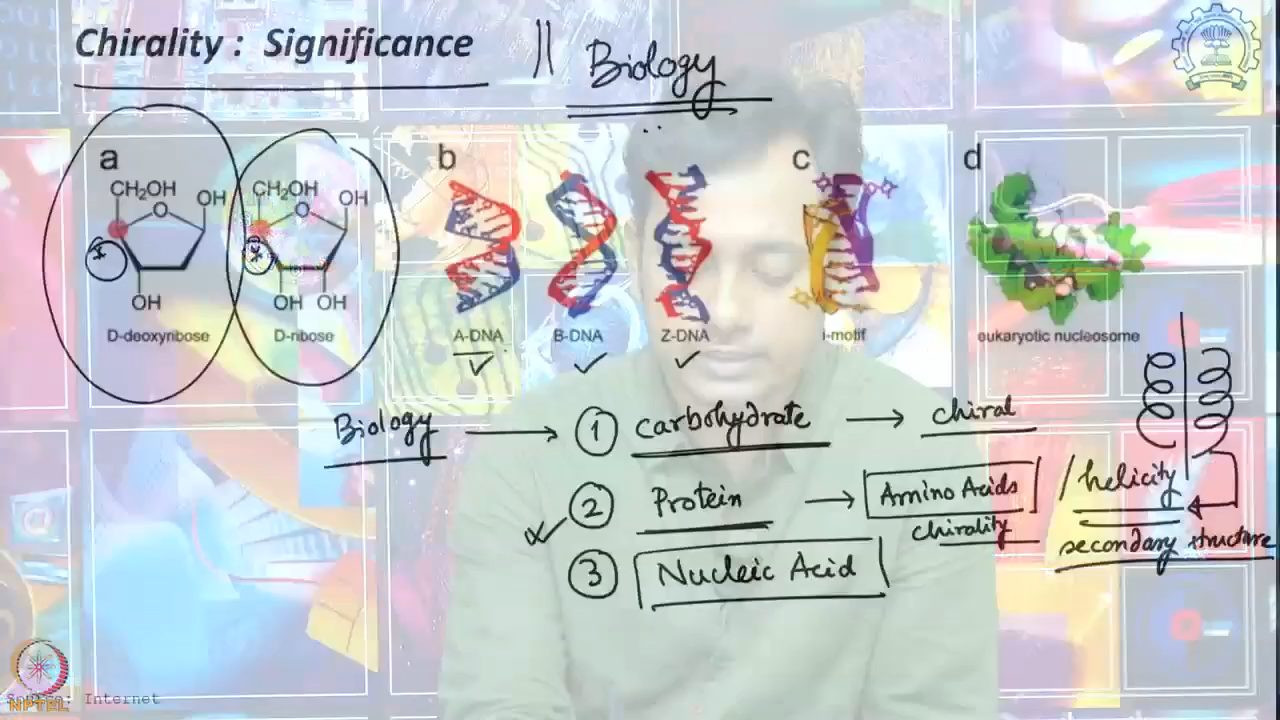 Chirality : Significance || Biology
a
b
c
d
CH₂OH
OH
O
OH
D-deoxyribose
CH₂OH
OH
O
OH OH
D-ribose
A-DNA
B-DNA
Z-DNA
i-motif
eukaryotic nucleosome
Biology → ① carbohydrate → chiral
② Protein → Amino Acids / helicity
chirality
secondary structure
③ Nucleic Acid
Source: Internet
NPTEL